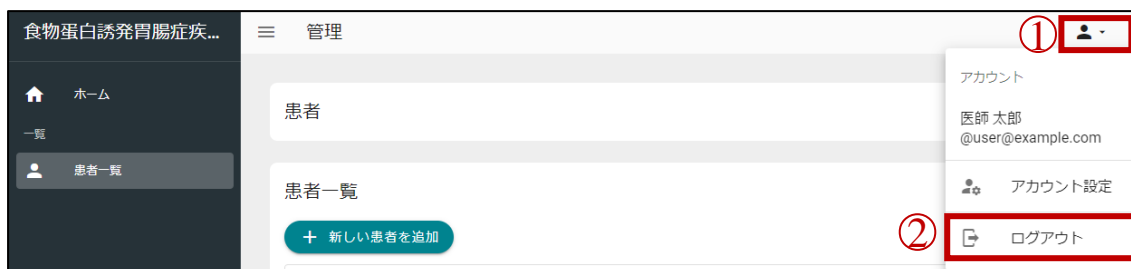 食物蛋白誘発胃腸症疾...
管理
①
ホーム
一覧
患者一覧
患者
患者一覧
+ 新しい患者を追加
アカウント
医師 太郎
@user@example.com
アカウント設定
②
ログアウト